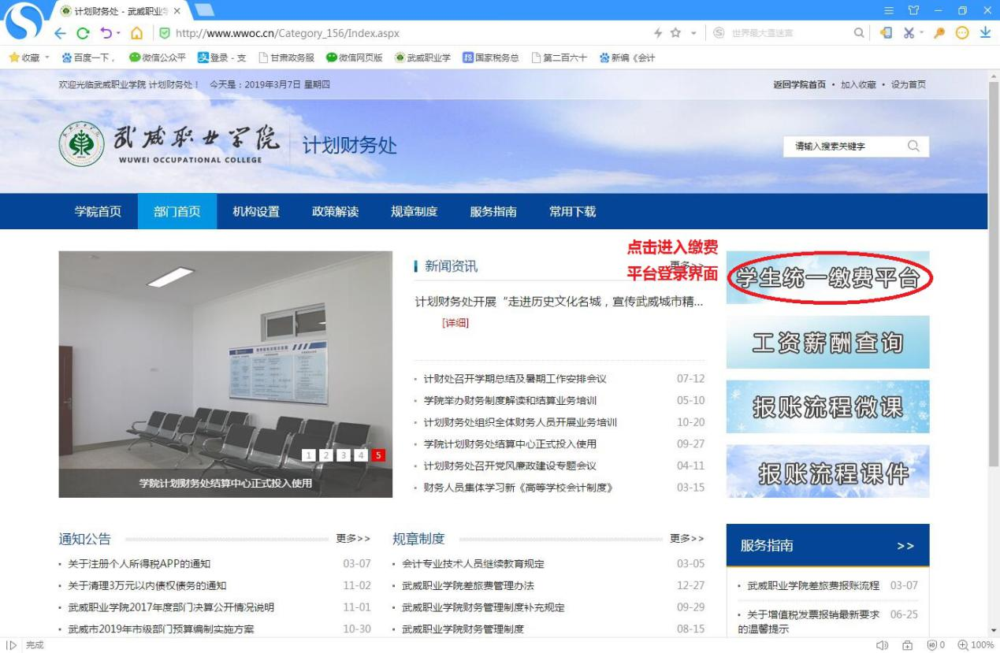 计划财务处 - 武威职业学
http://www.wwoc.cn/Category_156/Index.aspx
世界最大雪迷宫
收藏 百度一下， 微信公众平 登录 - 支 甘肃政务服 微信网页版 武威职业学 国家税务总 第二百六十 新编《会计
欢迎光临武威职业学院 计划财务处！ 今天是：2019年3月7日 星期四
返回学院首页 · 加入收藏 · 设为首页
武威职业学院
WUWEI OCCUPATIONAL COLLEGE
计划财务处
请输入搜索关键字
学院首页 部门首页 机构设置 政策解读 规章制度 服务指南 常用下载
新闻资讯 更多>>
点击进入缴费
平台登录界面
学生统一缴费平台
计划财务处开展“走进历史文化名城，宣传武威城市精...
[详细]
工资薪酬查询
· 计财处召开学期总结及暑期工作安排会议 07-12
· 学院举办财务制度解读和结算业务培训 05-10
· 计划财务处组织全体财务人员开展业务培训 10-20
· 学院计划财务处结算中心正式投入使用 09-27
· 计划财务处召开党风廉政建设专题会议 04-11
· 财务人员集体学习新《高等学校会计制度》 03-15
报账流程微课
报账流程课件
1 2 3 4 5
学院计划财务处结算中心正式投入使用
通知公告 更多>>
· 关于注册个人所得税APP的通知 03-07
· 关于清理3万元以内债权债务的通知 11-02
· 武威职业学院2017年度部门决算公开情况说明 11-01
· 武威市2019年市级部门预算编制实施方案 10-30
规章制度 更多>>
· 会计专业技术人员继续教育规定 03-05
· 武威职业学院差旅费管理办法 12-27
· 武威职业学院财务管理制度补充规定 09-29
· 武威职业学院财务管理制度 08-15
服务指南 >>
· 武威职业学院差旅费报账流程 03-07
· 关于增值税发票报销最新要求 06-25
的温馨提示
完成
0
100%